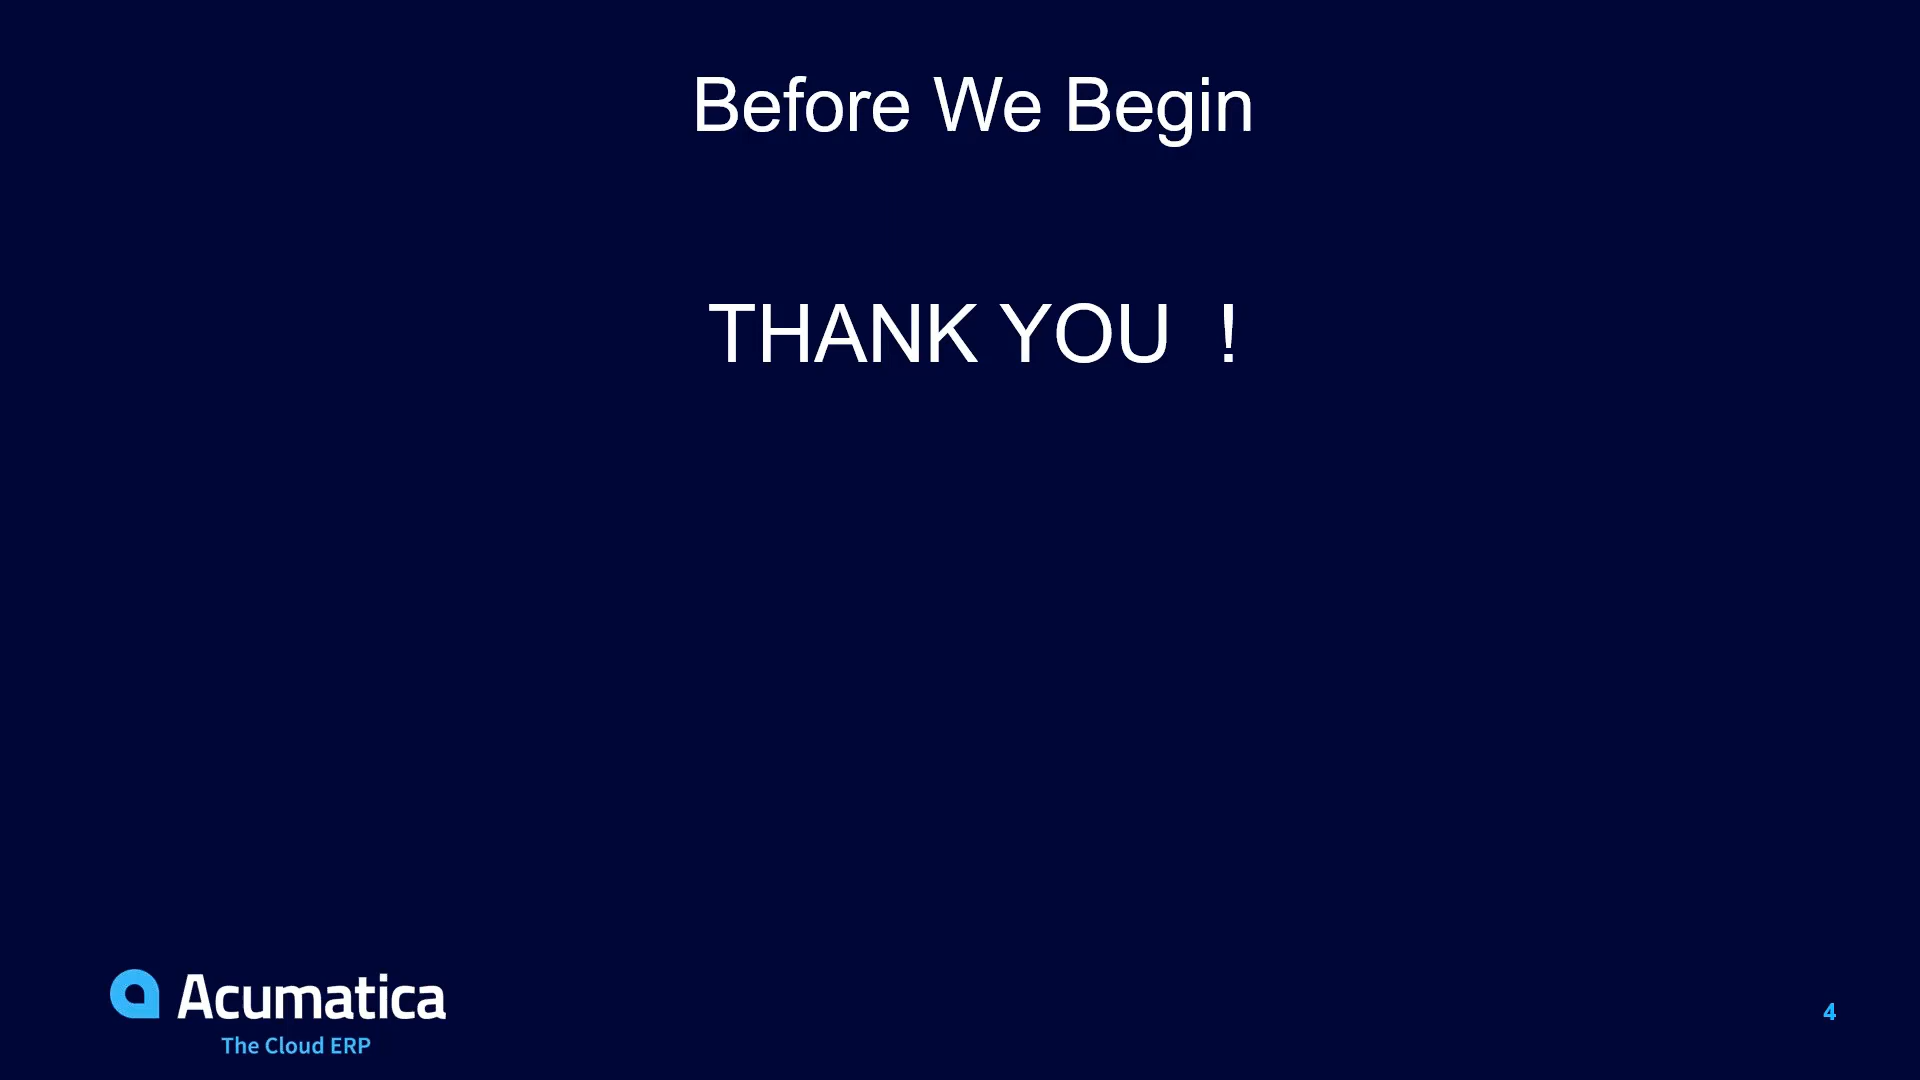 Before We Begin
THANK YOU  !
Acumatica
The Cloud ERP
4